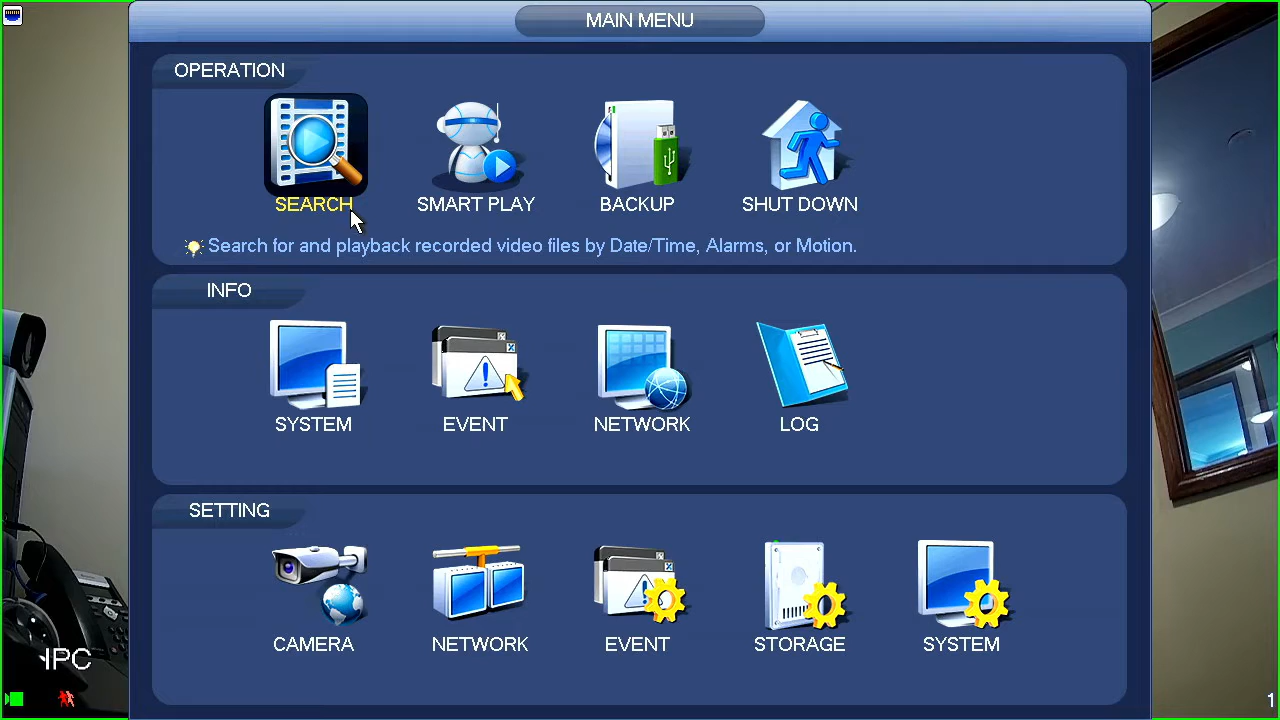 MAIN MENU
OPERATION
SEARCH SMART PLAY BACKUP SHUT DOWN
Search for and playback recorded video files by Date/Time, Alarms, or Motion.
INFO
SYSTEM EVENT NETWORK LOG
SETTING
CAMERA NETWORK EVENT STORAGE SYSTEM
IPC
1